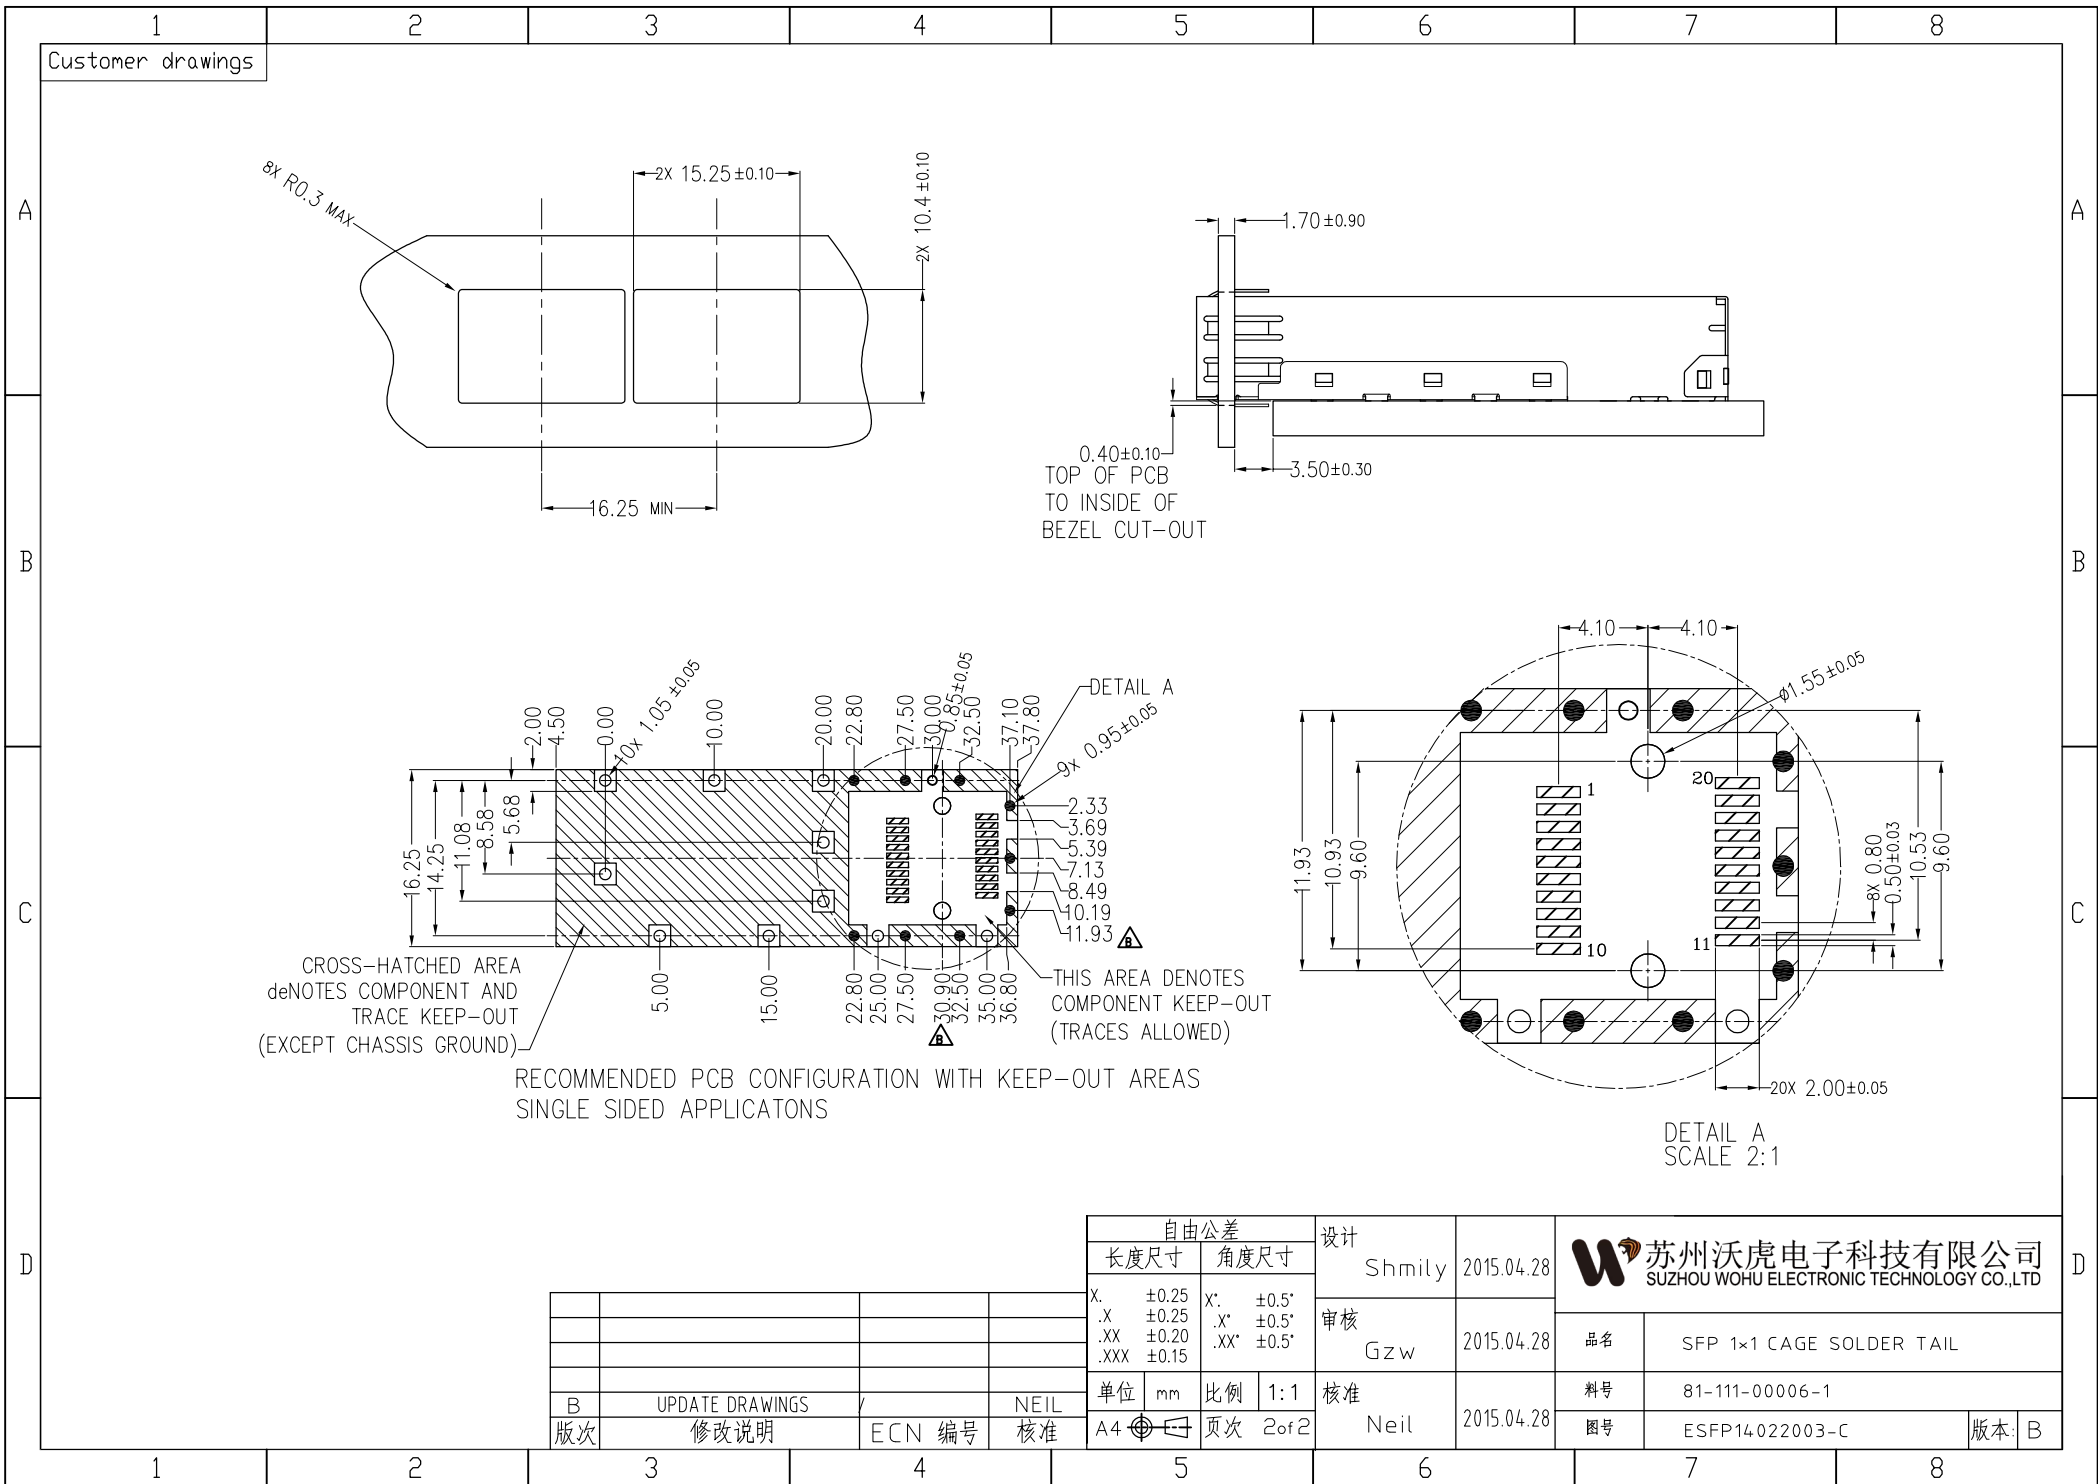 1 2 3 4 5 6 7 8
Customer drawings
A
A
8X R0.3 MAX
2X 15.25±0.10
2X 10.4±0.10
16.25 MIN
1.70±0.90
0.40±0.10
TOP OF PCB
TO INSIDE OF
BEZEL CUT-OUT
3.50±0.30
B
B
2.00
4.50
0.00
10x 1.05±0.05
10.00
20.00
22.80
27.50
30.00
0.85±0.05
32.50
37.10
37.80
DETAIL A
9x 0.95±0.05
16.25
14.25
11.08
8.58
5.68
2.33
3.69
5.39
7.13
8.49
10.19
11.93
B
5.00
15.00
22.80
25.00
27.50
30.90
32.50
35.00
36.80
B
CROSS-HATCHED AREA
deNOTES COMPONENT AND
TRACE KEEP-OUT
(EXCEPT CHASSIS GROUND)
THIS AREA DENOTES
COMPONENT KEEP-OUT
(TRACES ALLOWED)
RECOMMENDED PCB CONFIGURATION WITH KEEP-OUT AREAS
SINGLE SIDED APPLICATONS
4.10
4.10
Ø1.55±0.05
11.93
10.93
9.60
1
10
20
11
8X 0.80
0.50±0.03
10.53
9.60
20X 2.00±0.05
DETAIL A
SCALE 2:1
C
C
D
D
自由公差
长度尺寸 角度尺寸
X. ±0.25 X°. ±0.5°
.X ±0.25 .X° ±0.5°
.XX ±0.20 .XX° ±0.5°
.XXX ±0.15
单位 mm 比例 1:1
A4 页次 2of2
设计
Shmily 2015.04.28
审核
Gzw 2015.04.28
核准
Neil 2015.04.28
W 苏州沃虎电子科技有限公司
SUZHOU WOHU ELECTRONIC TECHNOLOGY CO.,LTD
品名 SFP 1x1 CAGE SOLDER TAIL
料号 81-111-00006-1
图号 ESFP14022003-C 版本: B
B UPDATE DRAWINGS / NEIL
版次 修改说明 ECN 编号 核准
1 2 3 4 5 6 7 8